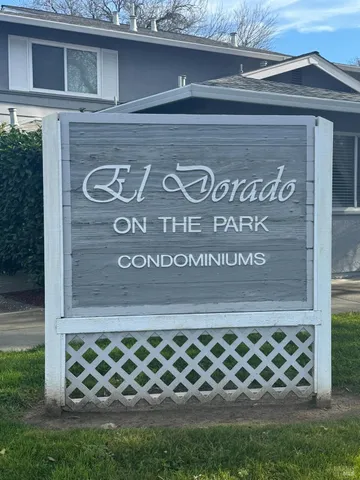 El Dorado
ON THE PARK
CONDOMINIUMS